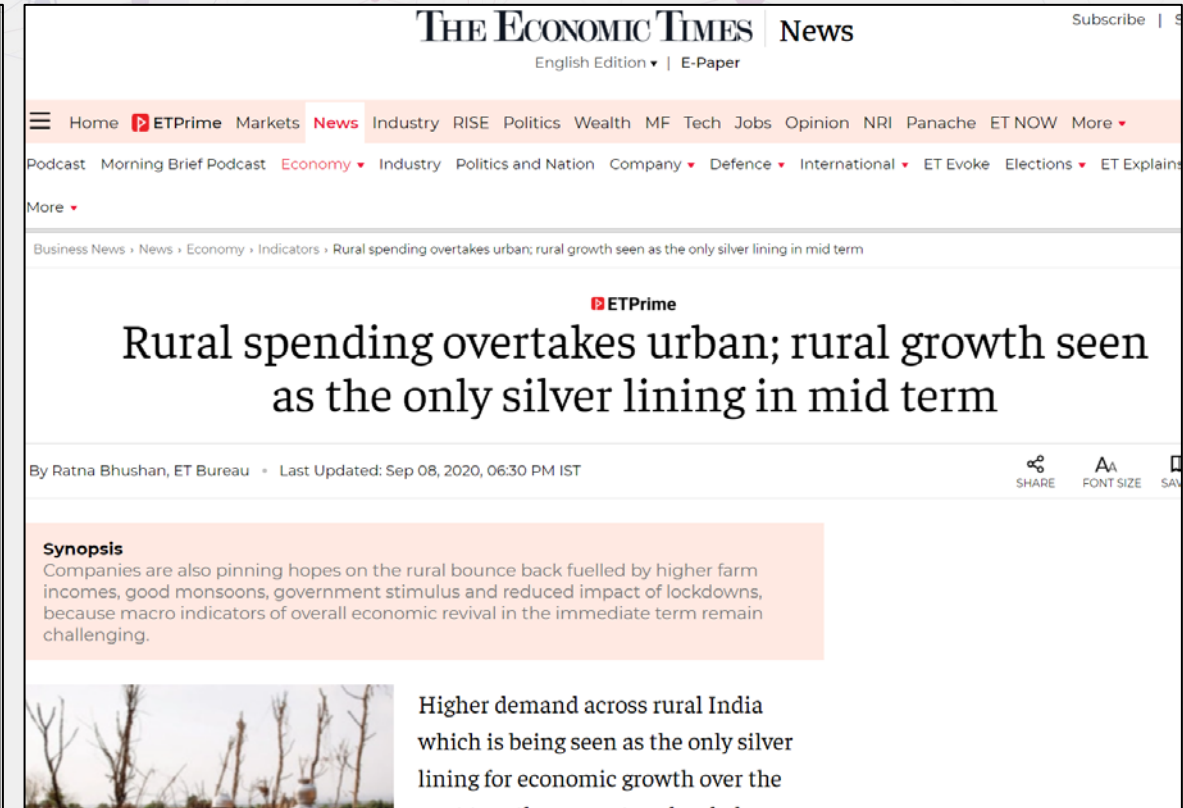 THE ECONOMIC TIMES | News
Subscribe |
English Edition ▾ | E-Paper
Home ETPrime Markets News Industry RISE Politics Wealth MF Tech Jobs Opinion NRI Panache ET NOW More ▾
Podcast Morning Brief Podcast Economy ▾ Industry Politics and Nation Company ▾ Defence ▾ International ▾ ET Evoke Elections ▾ ET Explains
More ▾
Business News › News › Economy › Indicators › Rural spending overtakes urban; rural growth seen as the only silver lining in mid term
ETPrime
Rural spending overtakes urban; rural growth seen
as the only silver lining in mid term
By Ratna Bhushan, ET Bureau • Last Updated: Sep 08, 2020, 06:30 PM IST
SHARE FONT SIZE
Synopsis
Companies are also pinning hopes on the rural bounce back fuelled by higher farm
incomes, good monsoons, government stimulus and reduced impact of lockdowns,
because macro indicators of overall economic revival in the immediate term remain
challenging.
Higher demand across rural India
which is being seen as the only silver
lining for economic growth over the